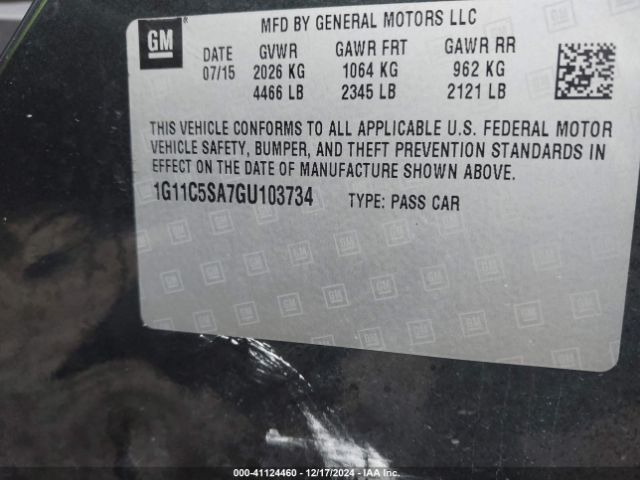 GM
MFD BY GENERAL MOTORS LLC
DATE GVWR GAWR FRT GAWR RR
07/15 2026 KG 1064 KG 962 KG
4466 LB 2345 LB 2121 LB
THIS VEHICLE CONFORMS TO ALL APPLICABLE U.S. FEDERAL MOTOR
VEHICLE SAFETY, BUMPER, AND THEFT PREVENTION STANDARDS IN
EFFECT ON THE DATE OF MANUFACTURE SHOWN ABOVE.
1G11C5SA7GU103734 TYPE: PASS CAR
000-41124460 - 12/17/2024 - IAA Inc.